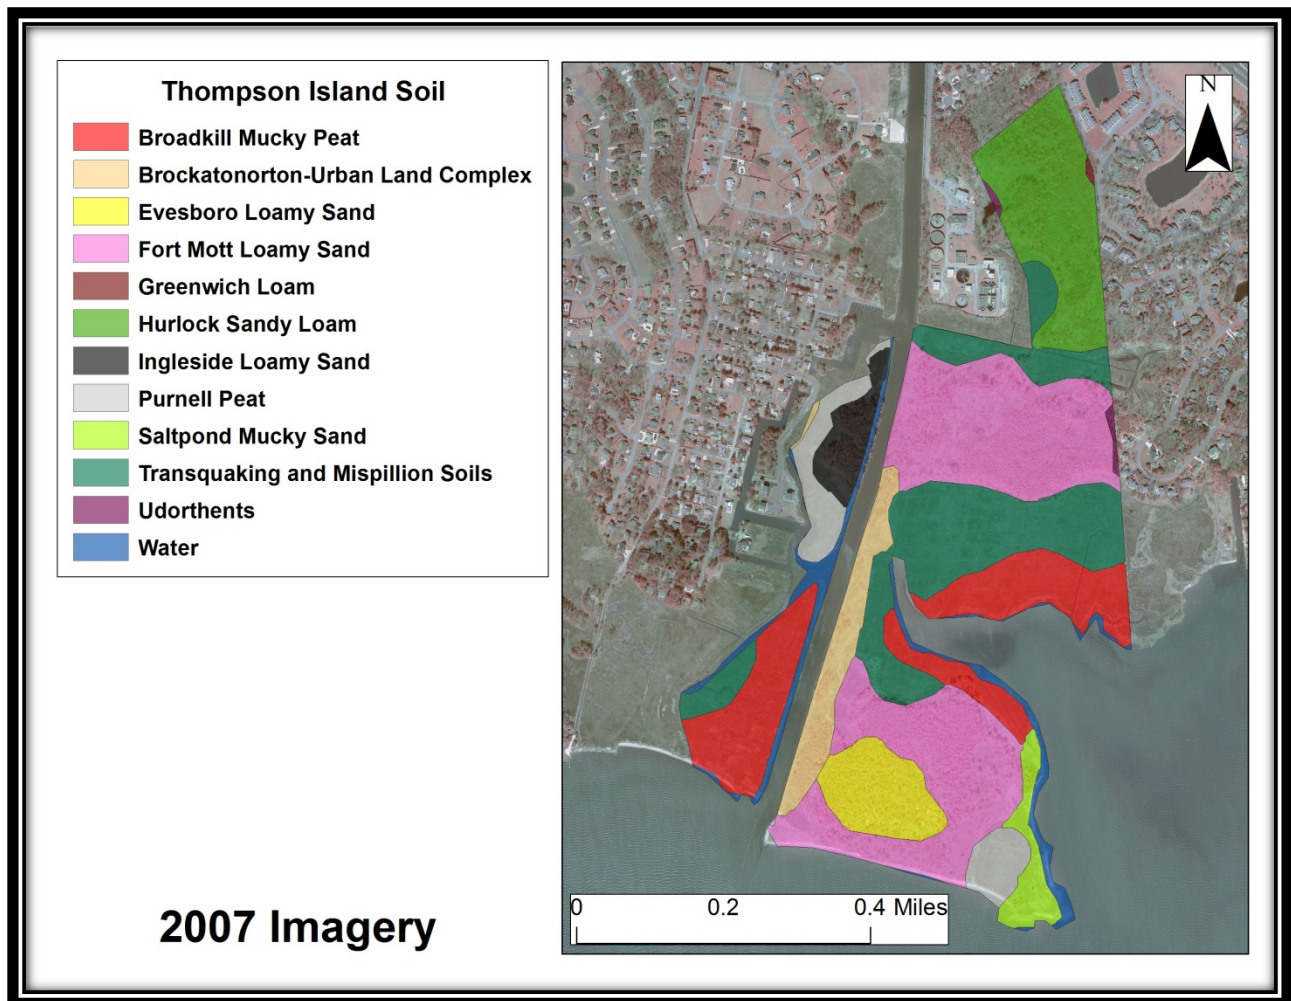 Thompson Island Soil
Broadkill Mucky Peat
Brockatonorton-Urban Land Complex
Evesboro Loamy Sand
Fort Mott Loamy Sand
Greenwich Loam
Hurlock Sandy Loam
Ingleside Loamy Sand
Purnell Peat
Saltpond Mucky Sand
Transquaking and Mispillion Soils
Udorthents
Water
N
0 0.2 0.4 Miles
2007 Imagery